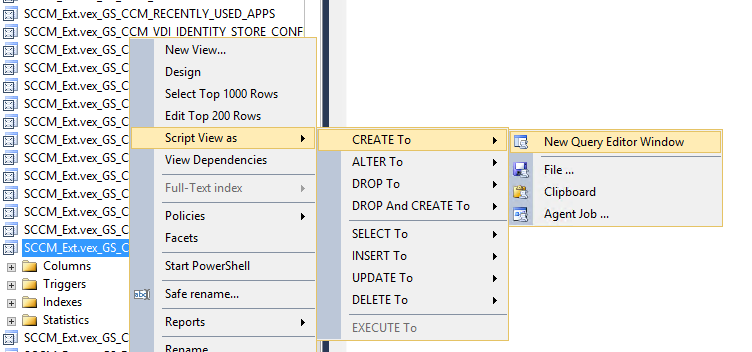 SCCM_Ext.vex_GS_CCM_RECENTLY_USED_APPS
SCCM_Ext.vex_GS_CCM_VDI_IDENTITY_STORE_CONF
SCCM_Ext.vex_GS_C
SCCM_Ext.vex_GS_C
SCCM_Ext.vex_GS_C
SCCM_Ext.vex_GS_C
SCCM_Ext.vex_GS_C
SCCM_Ext.vex_GS_C
SCCM_Ext.vex_GS_C
SCCM_Ext.vex_GS_C
SCCM_Ext.vex_GS_C
SCCM_Ext.vex_GS_C
Columns
Triggers
Indexes
Statistics
SCCM_Ext.vex_GS_C
New View...
Design
Select Top 1000 Rows
Edit Top 200 Rows
Script View as
View Dependencies
Full-Text index
Policies
Facets
Start PowerShell
Safe rename...
Reports
Rename
CREATE To
ALTER To
DROP To
DROP And CREATE To
SELECT To
INSERT To
UPDATE To
DELETE To
EXECUTE To
New Query Editor Window
File ...
Clipboard
Agent Job ...